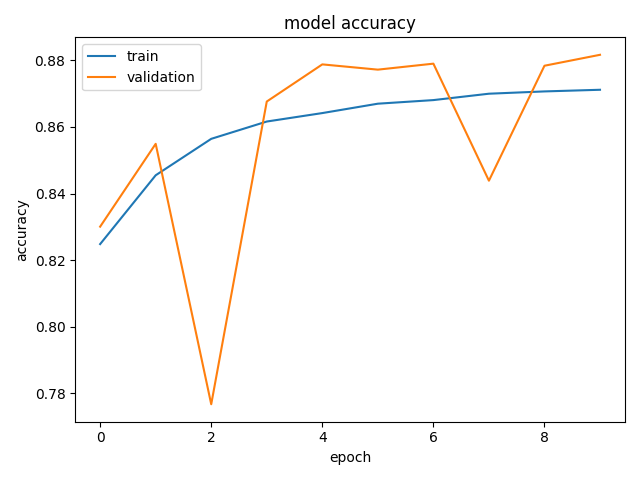 model accuracy
train
validation
accuracy
0.88
0.86
0.84
0.82
0.80
0.78
0 2 4 6 8
epoch